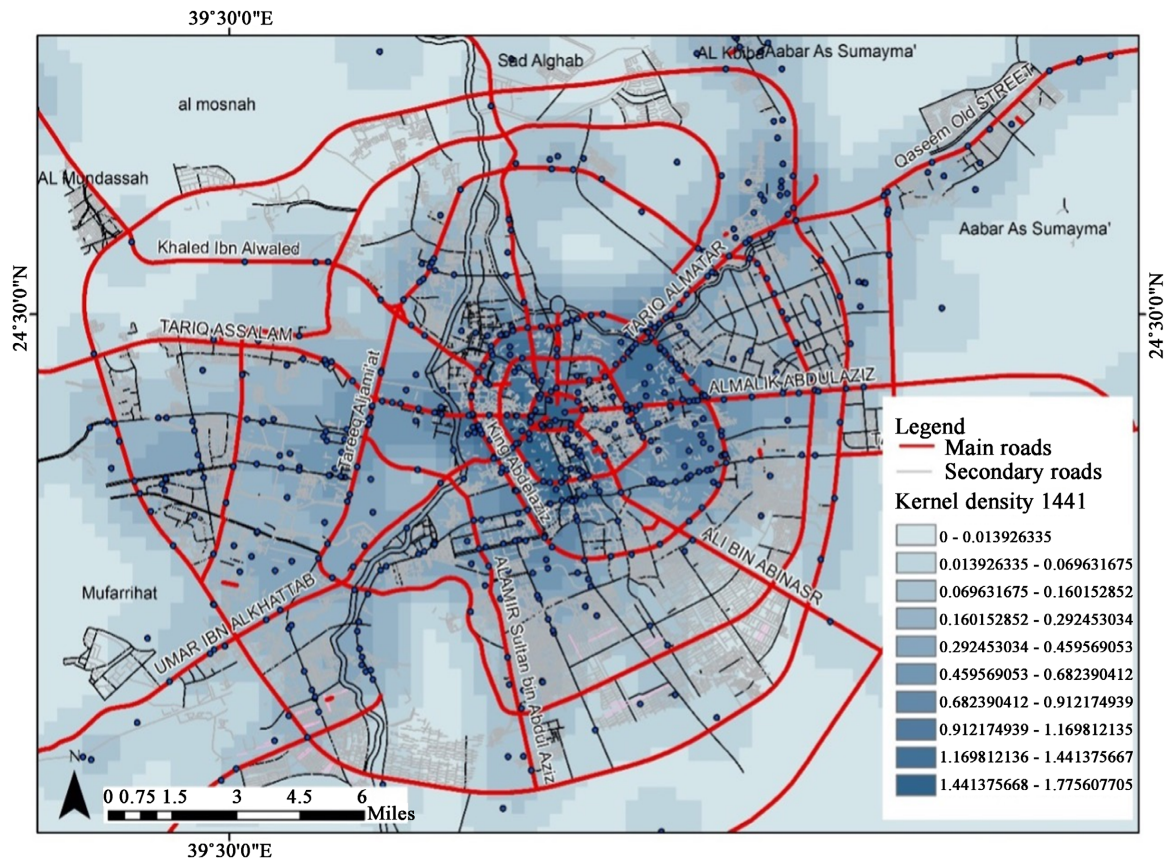 39°30'0"E
Sad Alghab
AL Khiba
Aabar As Sumayma'
al mosnah
Qaseem Old STREET
AL Mundassah
Aabar As Sumayma'
Khaled Ibn Alwaled
TARIQ ALMATAR
24°30'0"N
24°30'0"N
TARIQ ASSALAM
Tareeq Aljami'at
ALMALIK ABDULAZIZ
King Abdelaziz
ALI BIN ABINASR
Mufarrihat
UMAR IBN ALKHATTAB
ALAMIR Sultan bin Abdul Aziz
Legend
Main roads
Secondary roads
Kernel density 1441
0 - 0.013926335
0.013926335 - 0.069631675
0.069631675 - 0.160152852
0.160152852 - 0.292453034
0.292453034 - 0.459569053
0.459569053 - 0.682390412
0.682390412 - 0.912174939
0.912174939 - 1.169812135
1.169812136 - 1.441375667
1.441375668 - 1.775607705
N
0 0.75 1.5 3 4.5 6
Miles
39°30'0"E